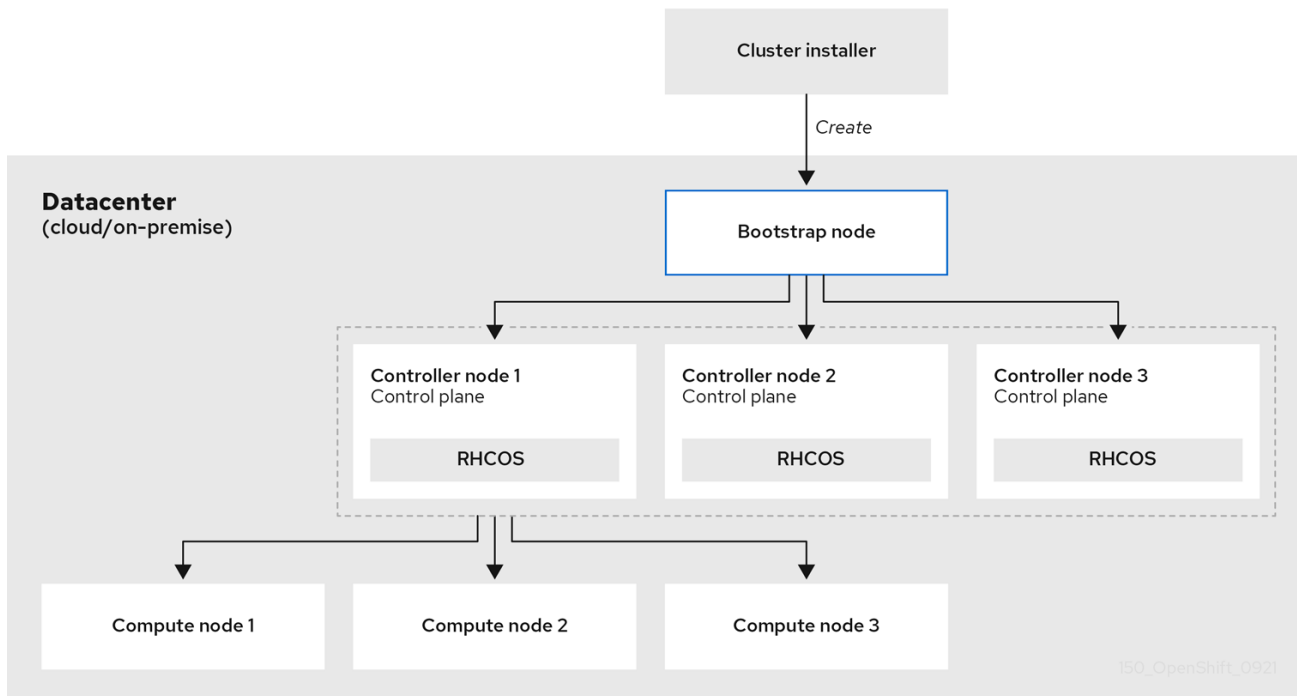 Cluster installer
Create
Datacenter
(cloud/on-premise)
Bootstrap node
Controller node 1
Control plane
RHCOS
Controller node 2
Control plane
RHCOS
Controller node 3
Control plane
RHCOS
Compute node 1
Compute node 2
Compute node 3
150_OpenShift_0921